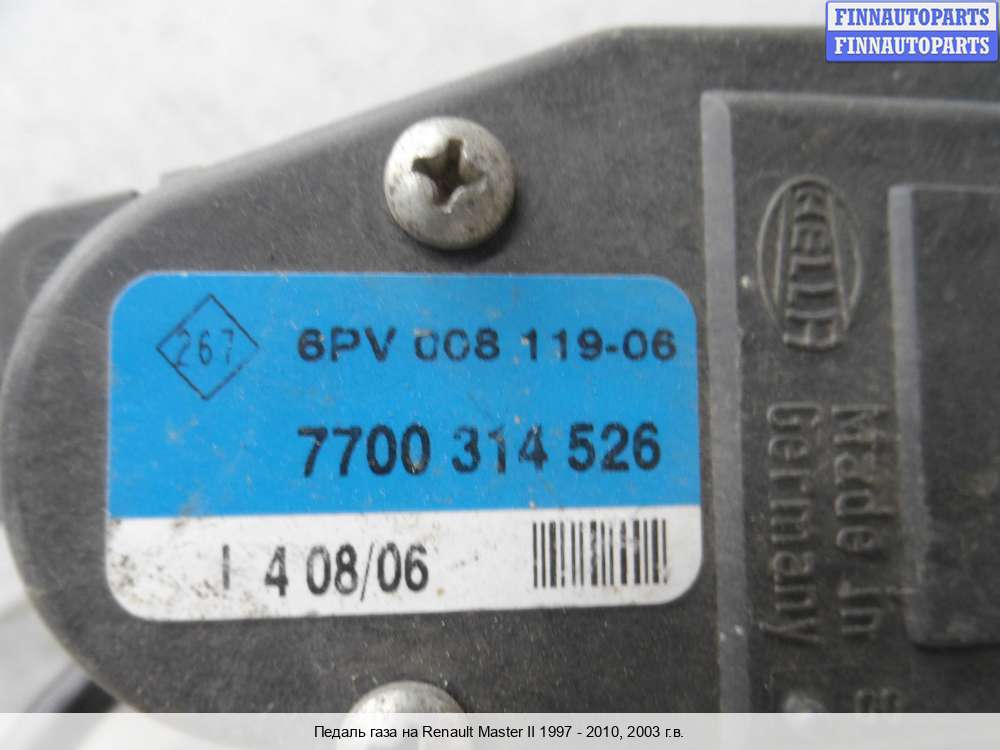 FINNAUTOPARTS
FINNAUTOPARTS
267
6PV 008 119-06
7700 314 526
4 08/06
HELLA
Made in
Germany
Педаль газа на Renault Master II 1997 - 2010, 2003 г.в.